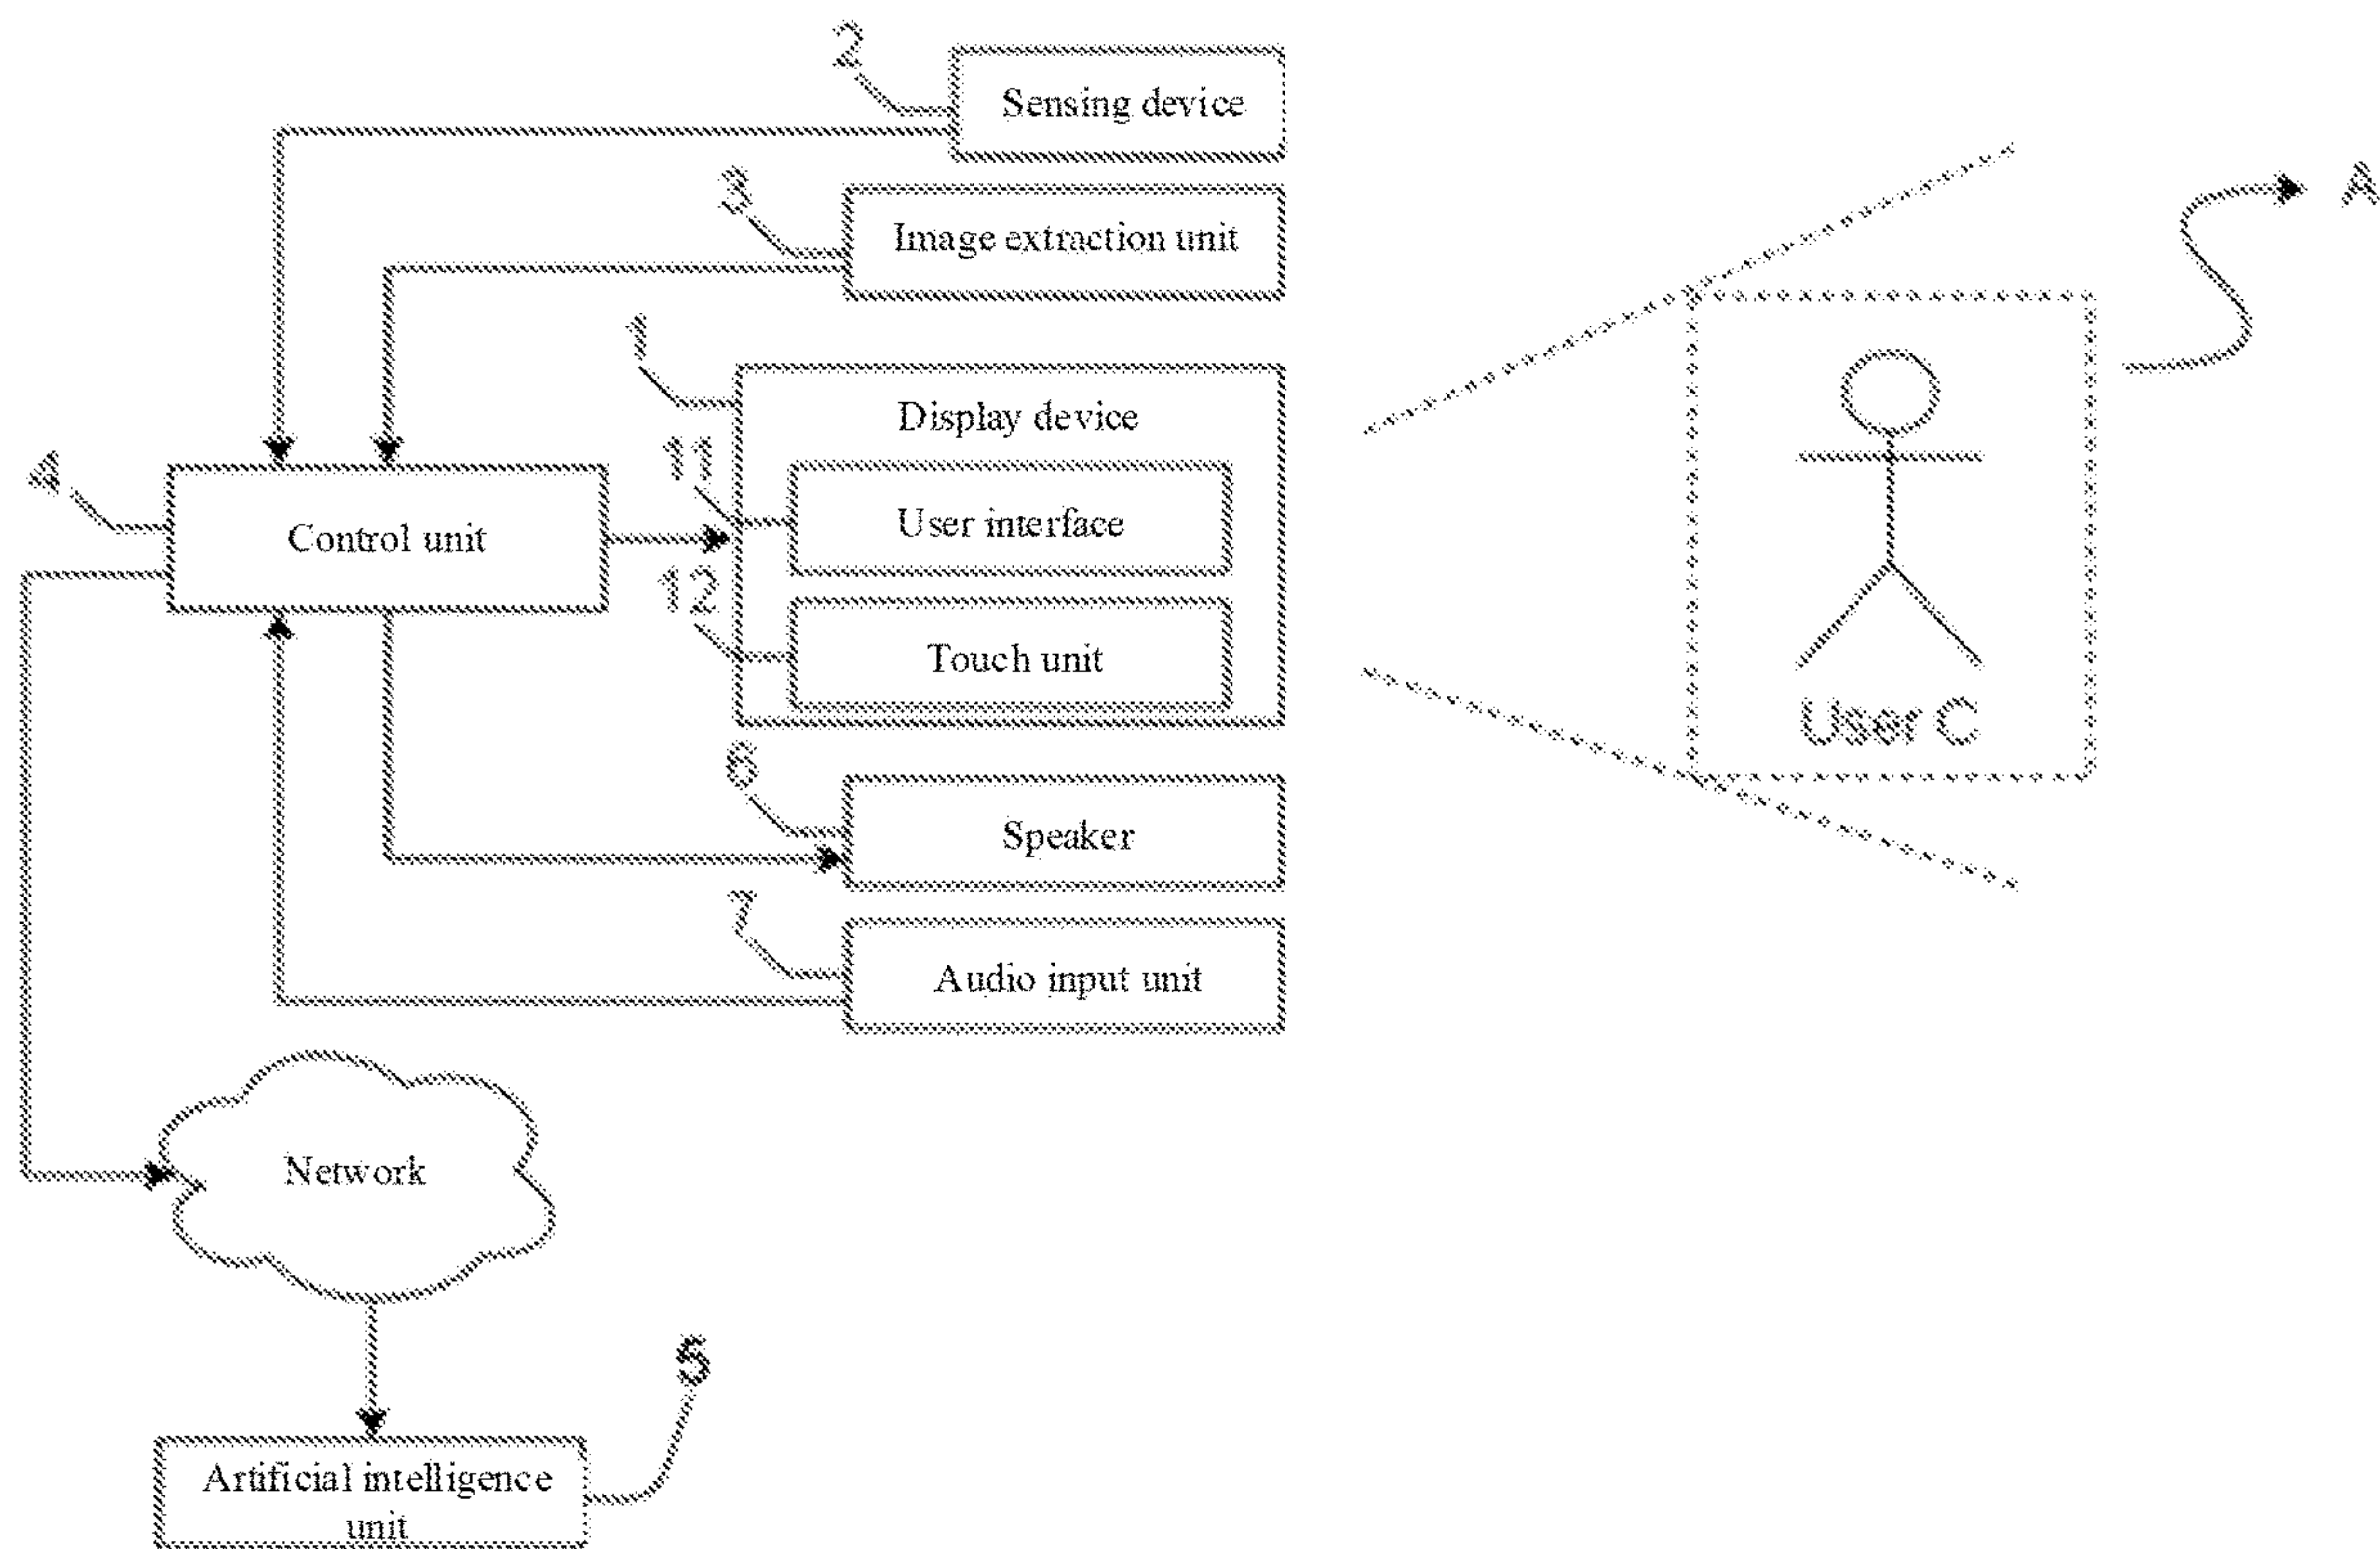 2
Sensing device
3
Image extraction unit
A
1
Display device
11
4
User interface
Control unit
12
Touch unit
User C
6
Speaker
7
Audio input unit
Network
5
Artificial intelligence
unit